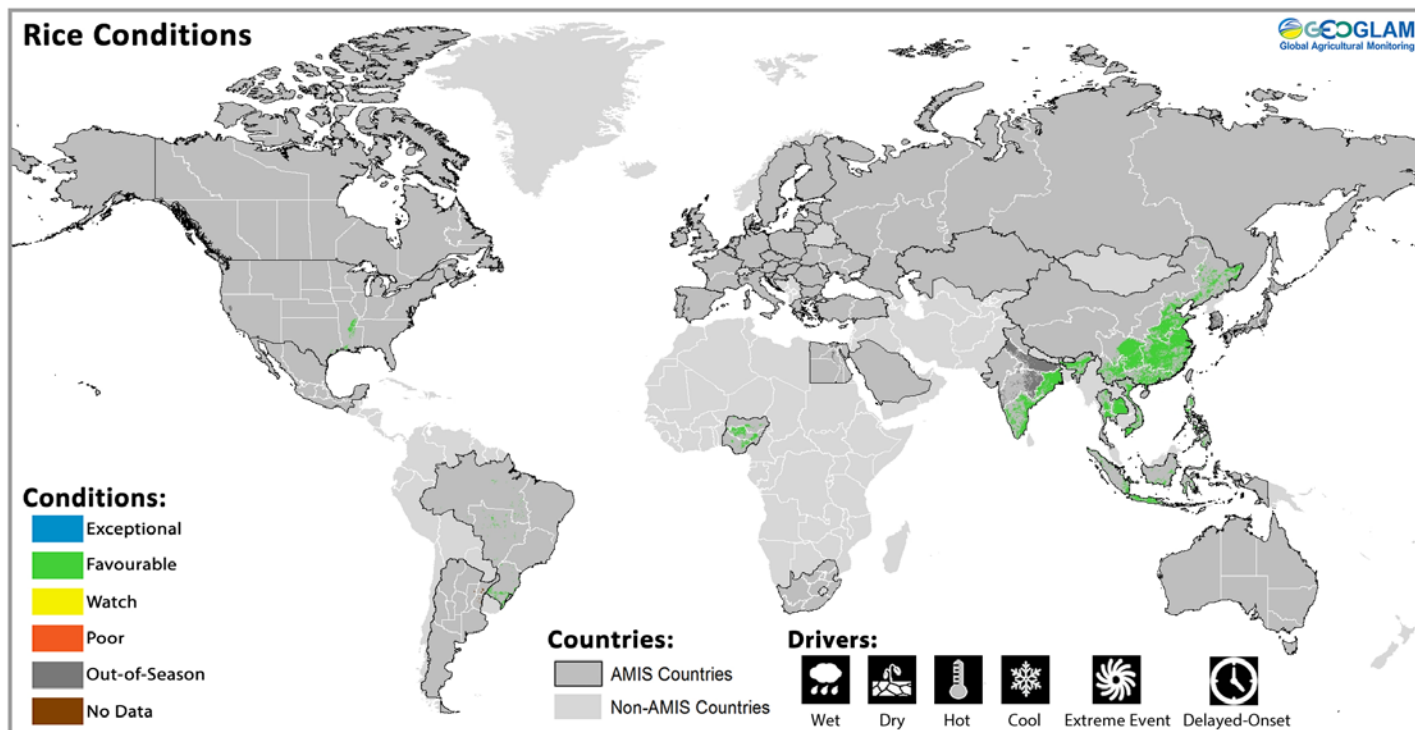 Rice Conditions
GEOGLAM
Global Agricultural Monitoring
Conditions:
Exceptional
Favourable
Watch
Poor
Out-of-Season
No Data
Countries:
AMIS Countries
Non-AMIS Countries
Drivers:
Wet
Dry
Hot
Cool
Extreme Event
Delayed-Onset